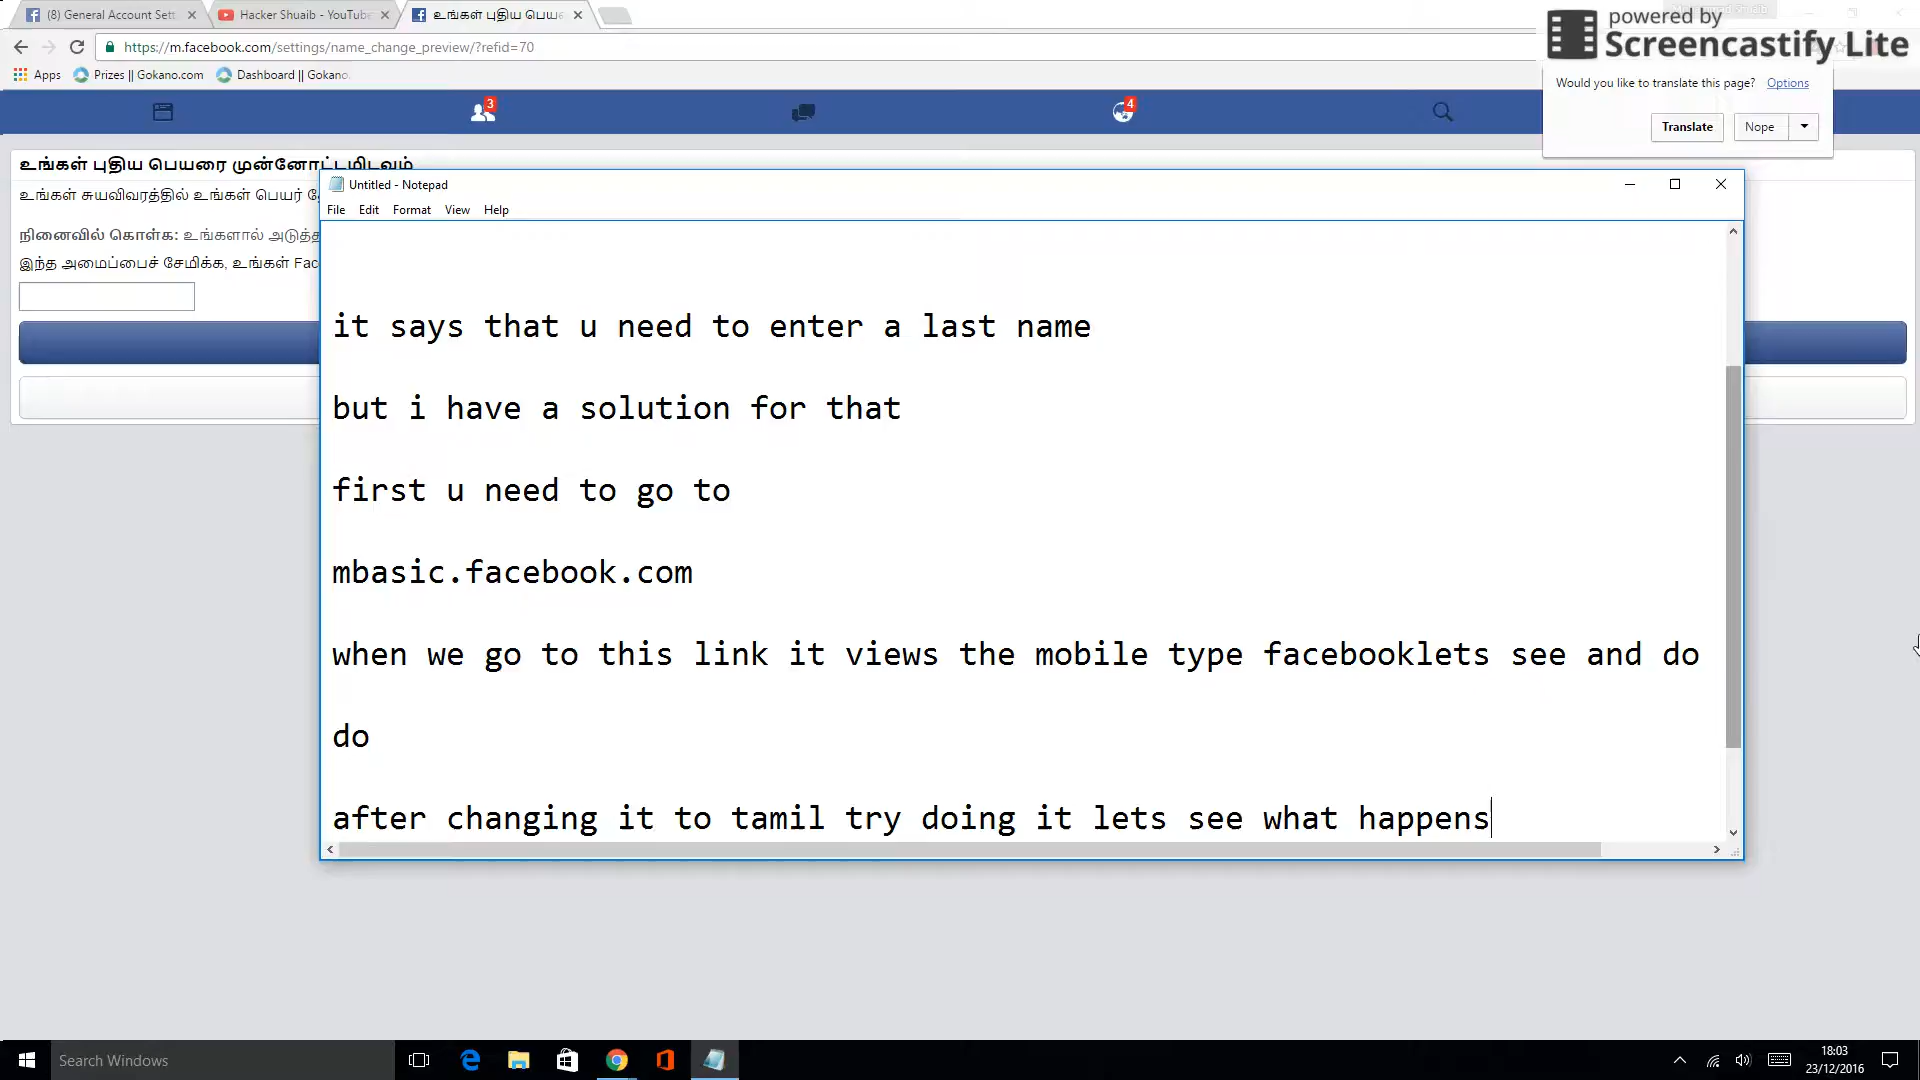 (8) General Account Sett
Hacker Shuaib - YouTube
உங்கள் புதிய பெய
powered by
Screencastify Lite
https://m.facebook.com/settings/name_change_preview/?refid=70
Apps
Prizes || Gokano.com
Dashboard || Gokano
Would you like to translate this page? Options
Translate
Nope
3
4
உங்கள் புதிய பெயரை முன்னோட்டமிடவும்
உங்கள் சுயவிவரத்தில் உங்கள் பெயர்
நினைவில் கொள்க: உங்களால் அடுத்த
இந்த அமைப்பைச் சேமிக்க, உங்கள் Fac
Untitled - Notepad
File Edit Format View Help
it says that u need to enter a last name
but i have a solution for that
first u need to go to
mbasic.facebook.com
when we go to this link it views the mobile type facebooklets see and do
do
after changing it to tamil try doing it lets see what happens
Search Windows
18:03
23/12/2016